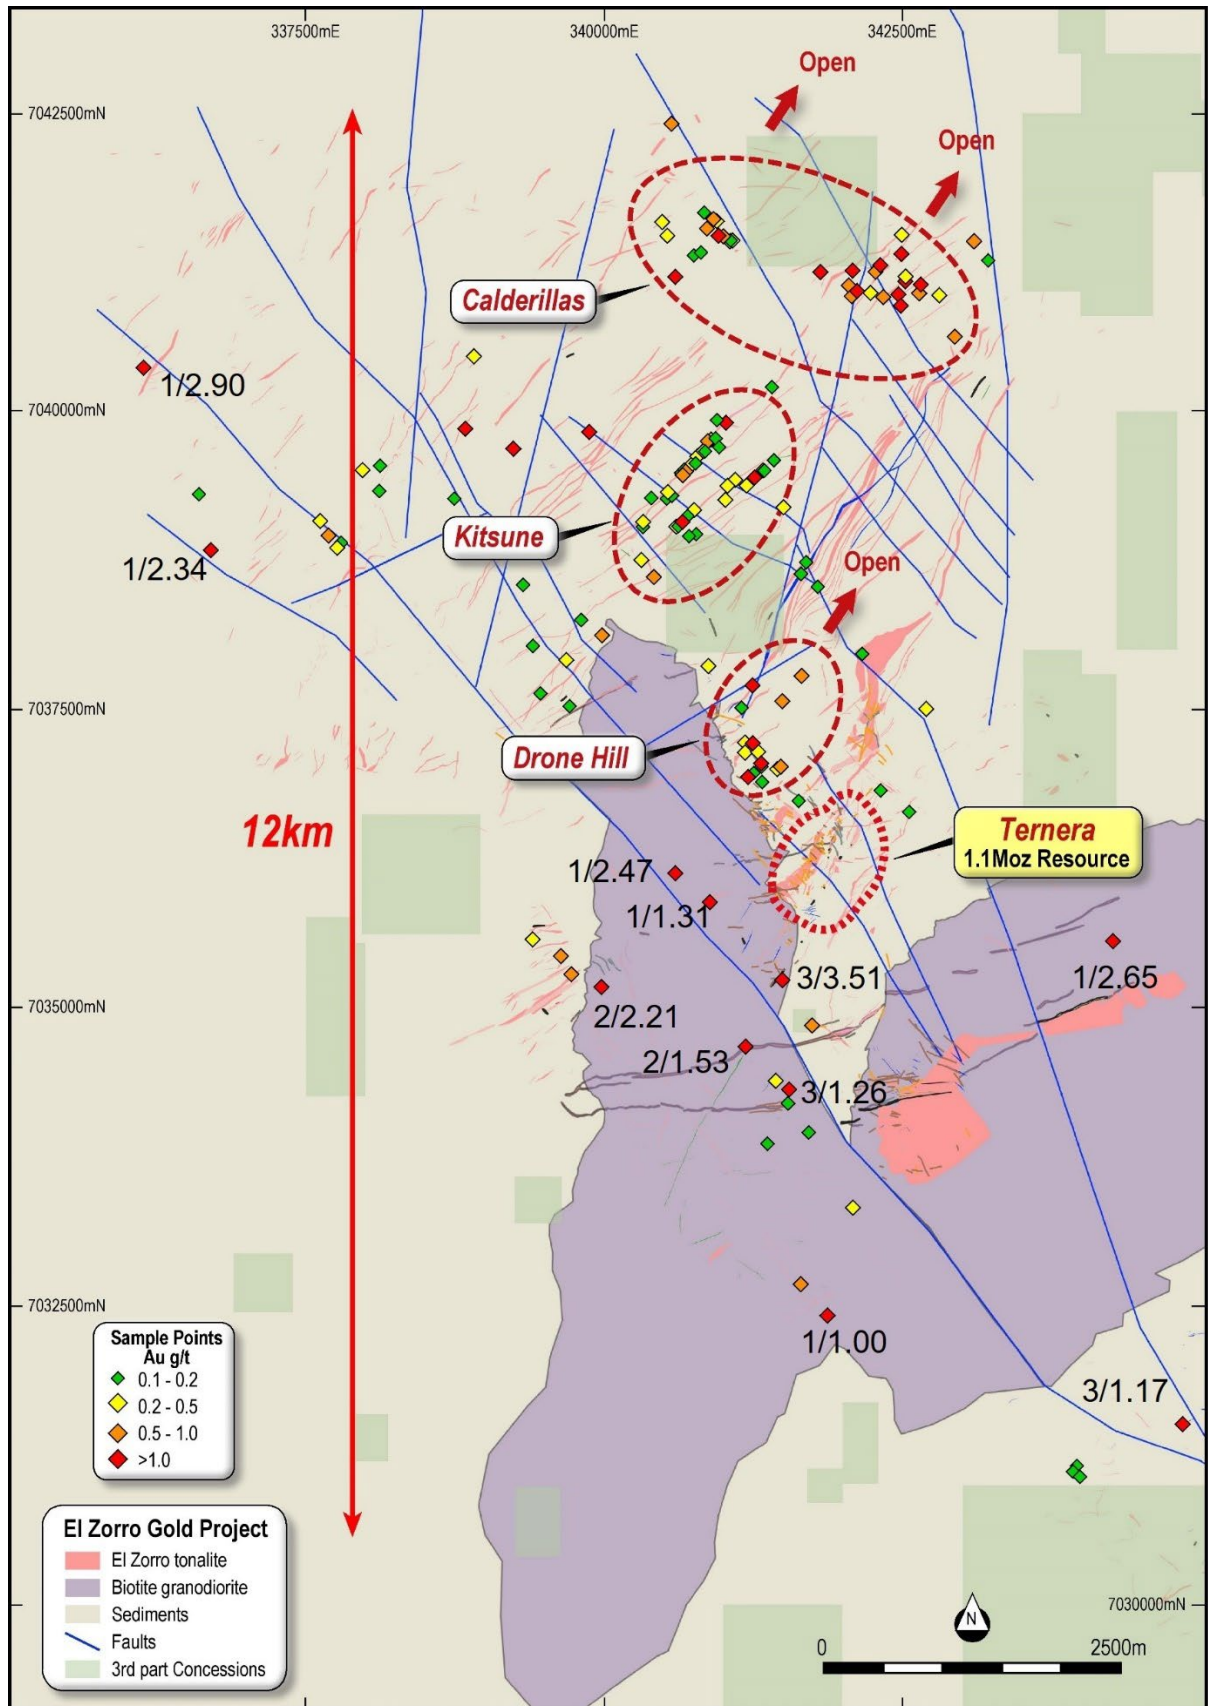 337500mE
340000mE
342500mE
Open
7042500mN
Open
Calderillas
1/2.90
7040000mN
Kitsune
1/2.34
Open
7037500mN
Drone Hill
12km
Ternera
1.1Moz Resource
1/2.47
1/1.31
3/3.51
1/2.65
7035000mN
2/2.21
2/1.53
3/1.26
7032500mN
1/1.00
3/1.17
Sample Points
Au g/t
0.1 - 0.2
0.2 - 0.5
0.5 - 1.0
>1.0
El Zorro Gold Project
El Zorro tonalite
Biotite granodiorite
Sediments
Faults
3rd part Concessions
7030000mN
N
0
2500m